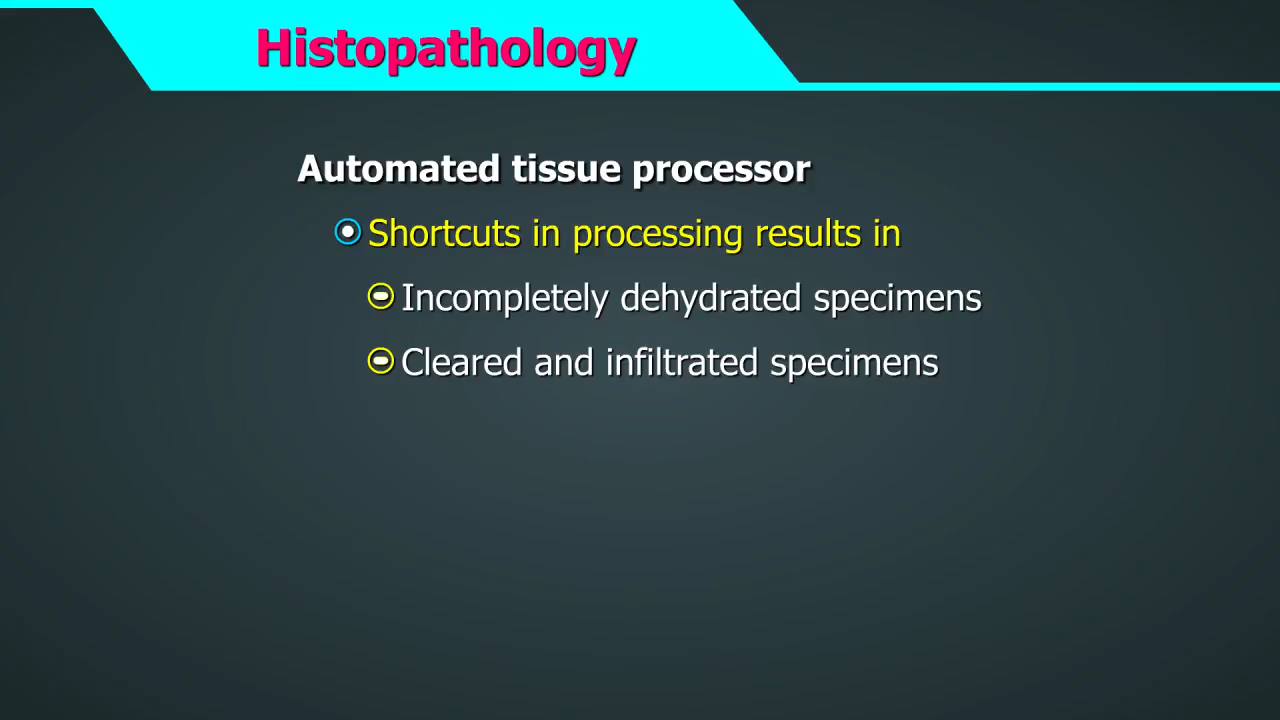 Histopathology
Automated tissue processor
Shortcuts in processing results in
Incompletely dehydrated specimens
Cleared and infiltrated specimens